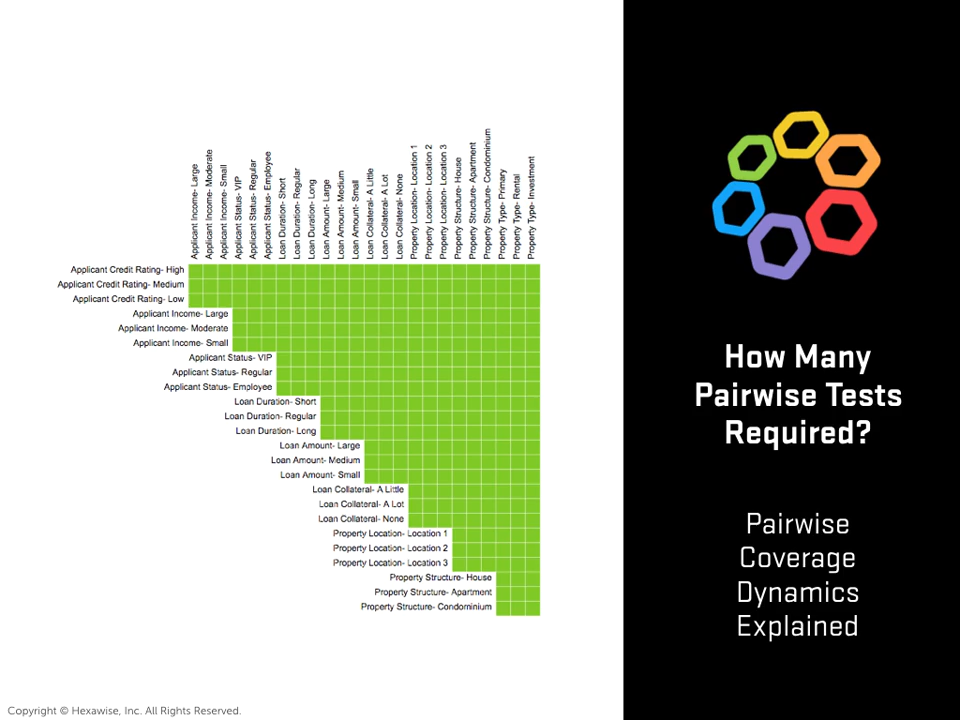 Applicant Income- Large
Applicant Income- Moderate
Applicant Income- Small
Applicant Status- VIP
Applicant Status- Regular
Applicant Status- Employee
Loan Duration- Short
Loan Duration- Regular
Loan Duration- Long
Loan Amount- Large
Loan Amount- Medium
Loan Amount- Small
Loan Collateral- A Little
Loan Collateral- A Lot
Loan Collateral- None
Property Location- Location 1
Property Location- Location 2
Property Location- Location 3
Property Structure- House
Property Structure- Apartment
Property Structure- Condominium
Property Type- Primary
Property Type- Rental
Property Type- Investment
Applicant Credit Rating- High
Applicant Credit Rating- Medium
Applicant Credit Rating- Low
Applicant Income- Large
Applicant Income- Moderate
Applicant Income- Small
Applicant Status- VIP
Applicant Status- Regular
Applicant Status- Employee
Loan Duration- Short
Loan Duration- Regular
Loan Duration- Long
Loan Amount- Large
Loan Amount- Medium
Loan Amount- Small
Loan Collateral- A Little
Loan Collateral- A Lot
Loan Collateral- None
Property Location- Location 1
Property Location- Location 2
Property Location- Location 3
Property Structure- House
Property Structure- Apartment
Property Structure- Condominium
How Many
Pairwise Tests
Required?
Pairwise
Coverage
Dynamics
Explained
Copyright © Hexawise, Inc. All Rights Reserved.